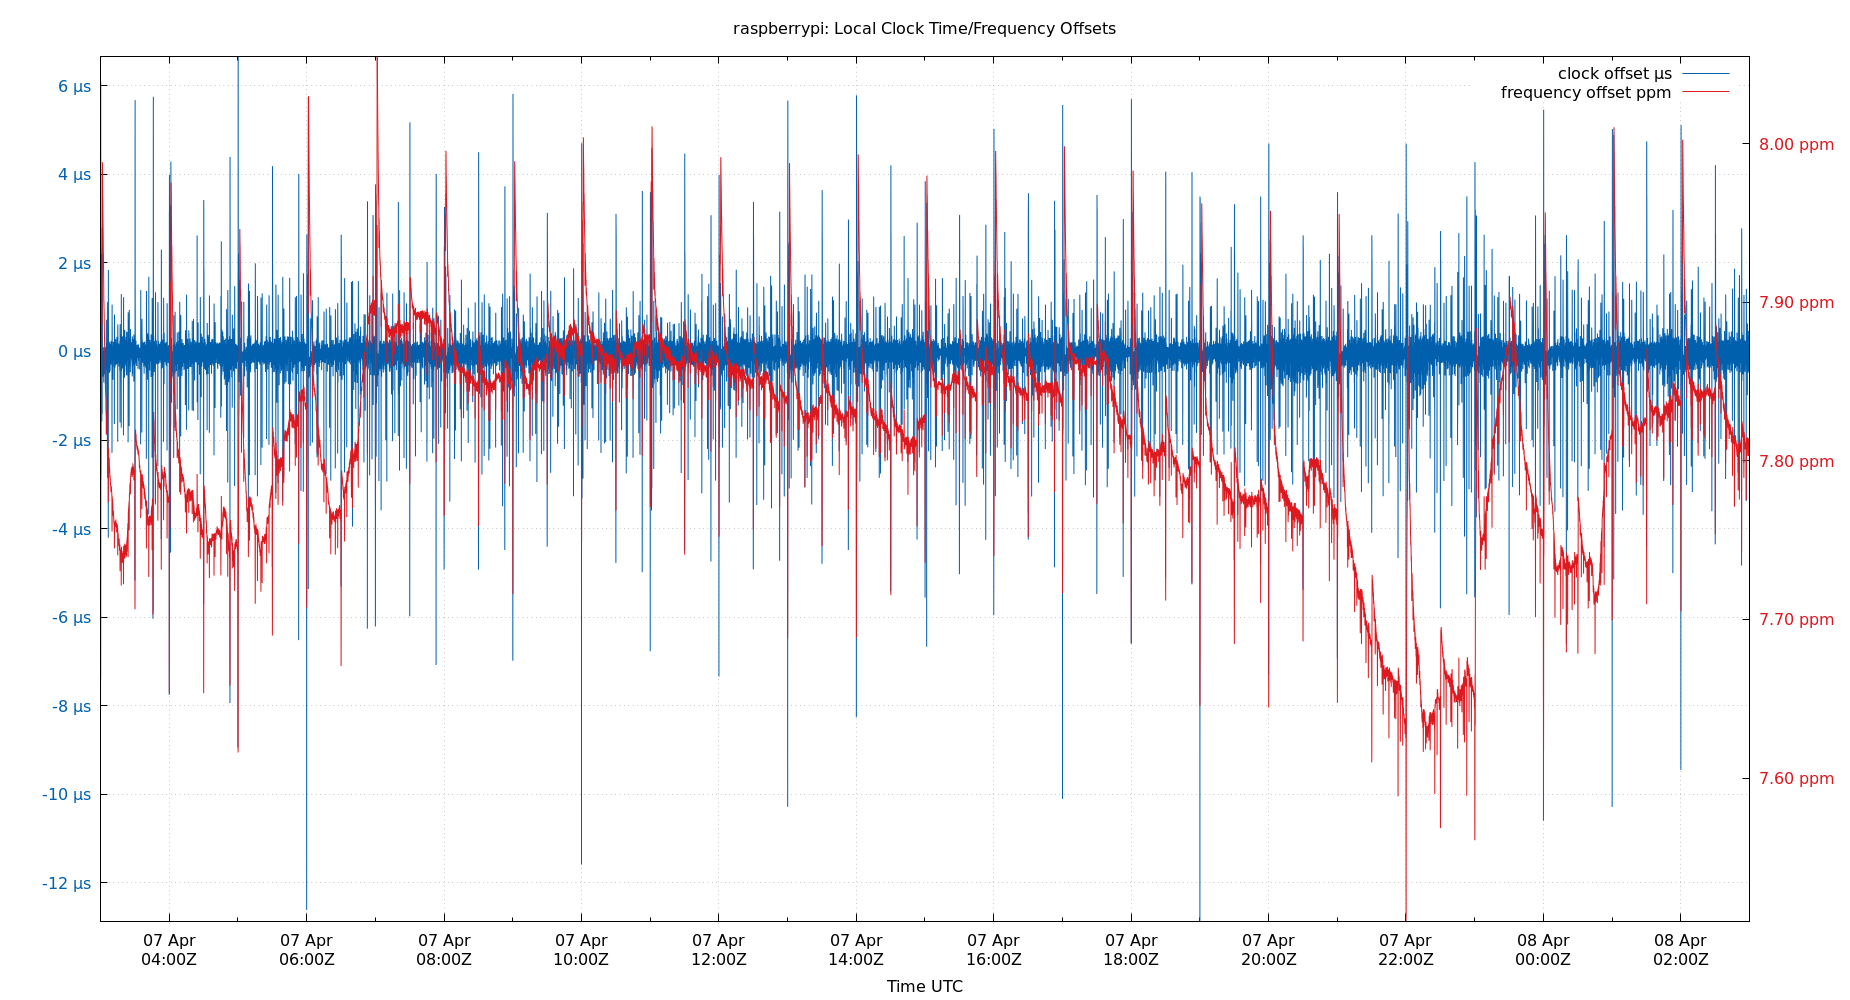 raspberrypi: Local Clock Time/Frequency Offsets
clock offset µs
frequency offset ppm
6 µs
4 µs
2 µs
0 µs
-2 µs
-4 µs
-6 µs
-8 µs
-10 µs
-12 µs
8.00 ppm
7.90 ppm
7.80 ppm
7.70 ppm
7.60 ppm
07 Apr 07 Apr 07 Apr 07 Apr 07 Apr 07 Apr 07 Apr 07 Apr 07 Apr 07 Apr 08 Apr 08 Apr
04:00Z 06:00Z 08:00Z 10:00Z 12:00Z 14:00Z 16:00Z 18:00Z 20:00Z 22:00Z 00:00Z 02:00Z
Time UTC